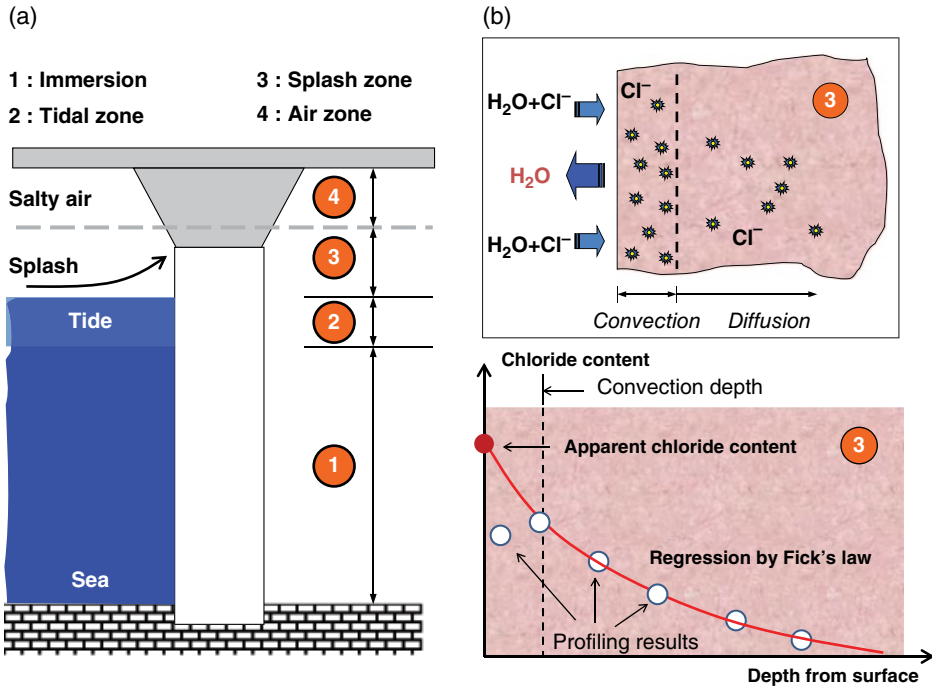 (a)
1 : Immersion
2 : Tidal zone
3 : Splash zone
4 : Air zone
Salty air
4
Splash
3
Tide
2
1
Sea
(b)
H₂O+Cl⁻
Cl⁻
3
H₂O
H₂O+Cl⁻
Cl⁻
Convection
Diffusion
Chloride content
Convection depth
Apparent chloride content
3
Regression by Fick's law
Profiling results
Depth from surface